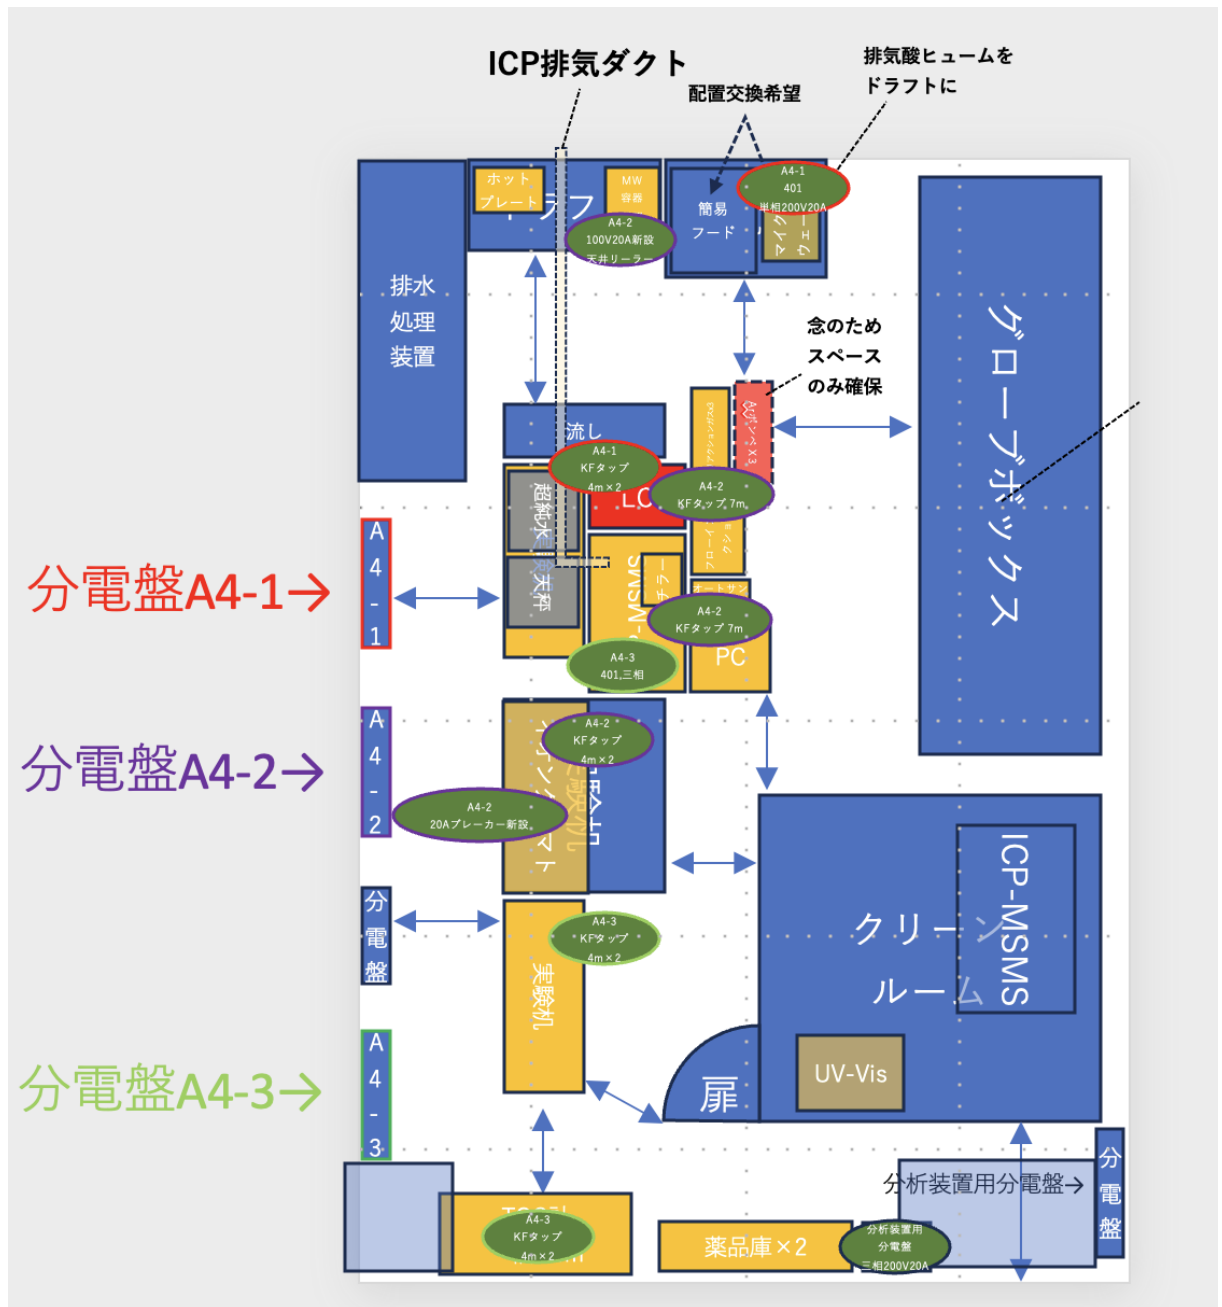 ICP排気ダクト
排気酸ヒュームを
ドラフトに
配置交換希望
ホット
プレート
MW
容器
A4-2
100V20A新設
天井リーラー
簡易
フード
A4-1
401
単相200V20A
排水
処理
装置
グローブボックス
念のため
スペース
のみ確保
Arボンベ×3
流し
A4-1
KFタップ
4m×2
A4-2
KFタップ 7m
超純水
天秤
チラー
A4-2
KFタップ 7m
PC
A4-3
401,三相
分電盤A4-1→
A4-1
分電盤A4-2→
A4-2
A4-2
KFタップ
4m×2
A4-2
20Aブレーカー新設
分電盤
A4-3
KFタップ
4m×2
実験机
クリーン
ルーム
ICP-MSMS
UV-Vis
扉
分電盤A4-3→
A4-3
A4-3
KFタップ
4m×2
薬品庫×2
分析装置用
分電盤
三相200V20A
分析装置用分電盤→
分電盤